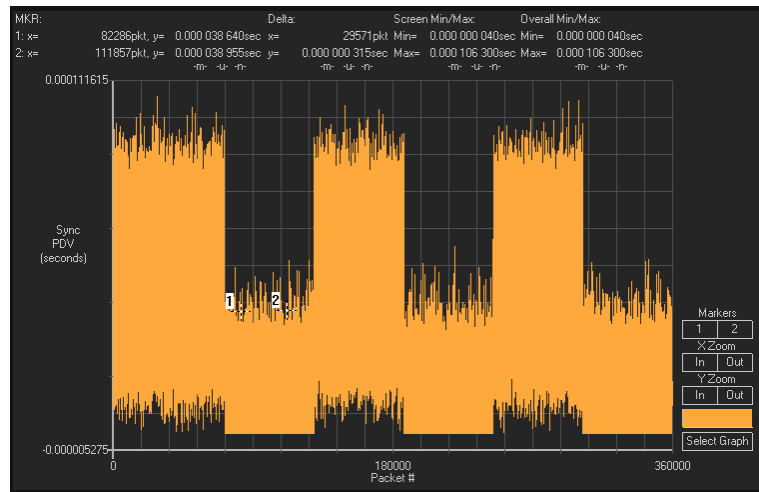 MKR: Delta: Screen Min/Max: Overall Min/Max:
1: x= 82286pkt, y= 0.000 038 640sec x= 29571pkt Min= 0.000 000 040sec Min= 0.000 000 040sec
2: x= 111857pkt, y= 0.000 038 955sec y= 0.000 000 315sec Max= 0.000 106 300sec Max= 0.000 106 300sec
-m- -u- -n- -m- -u- -n- -m- -u- -n- -m- -u- -n-
0.000111615
Sync
PDV
(seconds)
1 2
Markers
1 2
X Zoom
In Out
Y Zoom
In Out
Select Graph
-0.000005275
0 180000 360000
Packet #